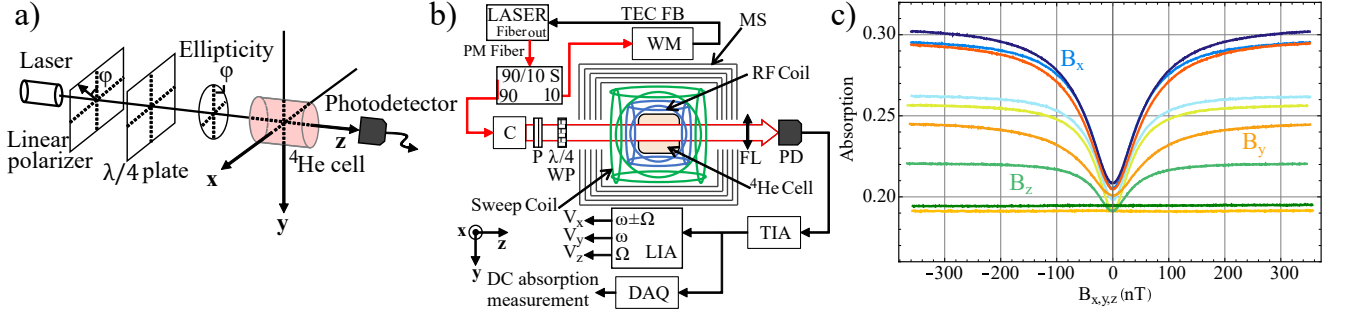 a)
Laser
Linear
polarizer
φ
λ/4 plate
Ellipticity
φ
Photodetector
z
⁴He cell
x
y
b)
LASER
Fiber out
TEC FB
PM Fiber
WM
MS
90/10 S
90 10
RF Coil
C
P
λ/4
WP
FL
PD
⁴He Cell
Sweep Coil
Vx
ω±Ω
Vy
ω
Vz
Ω
LIA
TIA
x
z
y
DC absorption
measurement
DAQ
c)
Absorption
0.30
0.25
0.20
Bx
By
Bz
−300 −200 −100 0 100 200 300
Bx,y,z (nT)